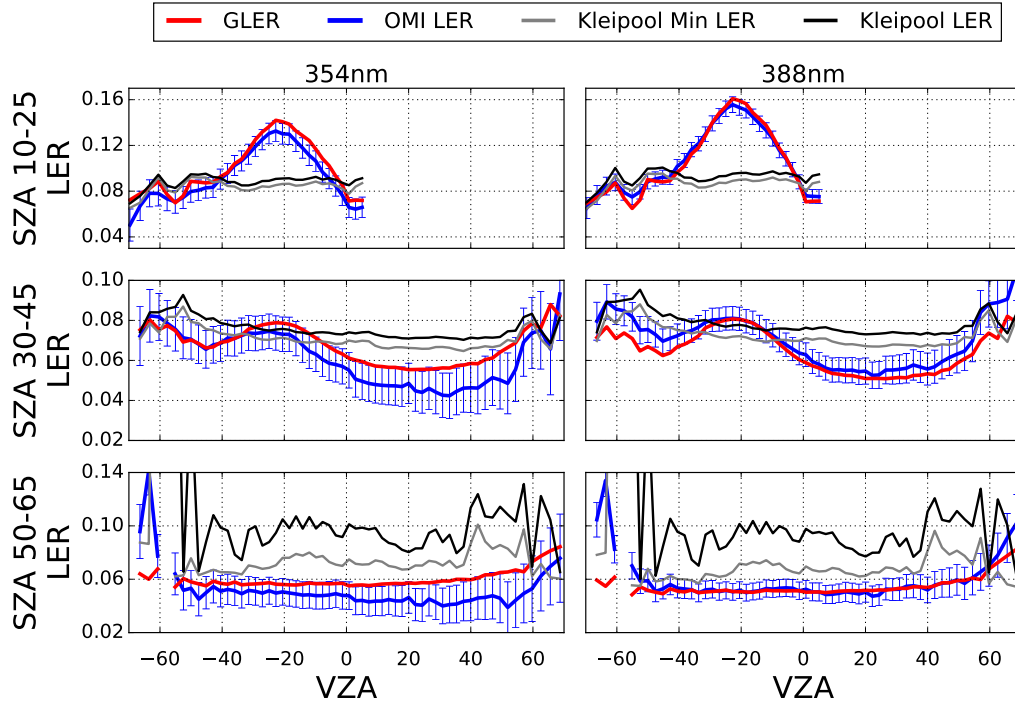 GLER OMI LER Kleipool Min LER Kleipool LER
354nm 388nm
SZA 10-25
LER
0.16
0.12
0.08
0.04
SZA 30-45
LER
0.10
0.08
0.06
0.04
0.02
SZA 50-65
LER
0.14
0.10
0.06
0.02
−60 −40 −20 0 20 40 60
−60 −40 −20 0 20 40 60
VZA VZA